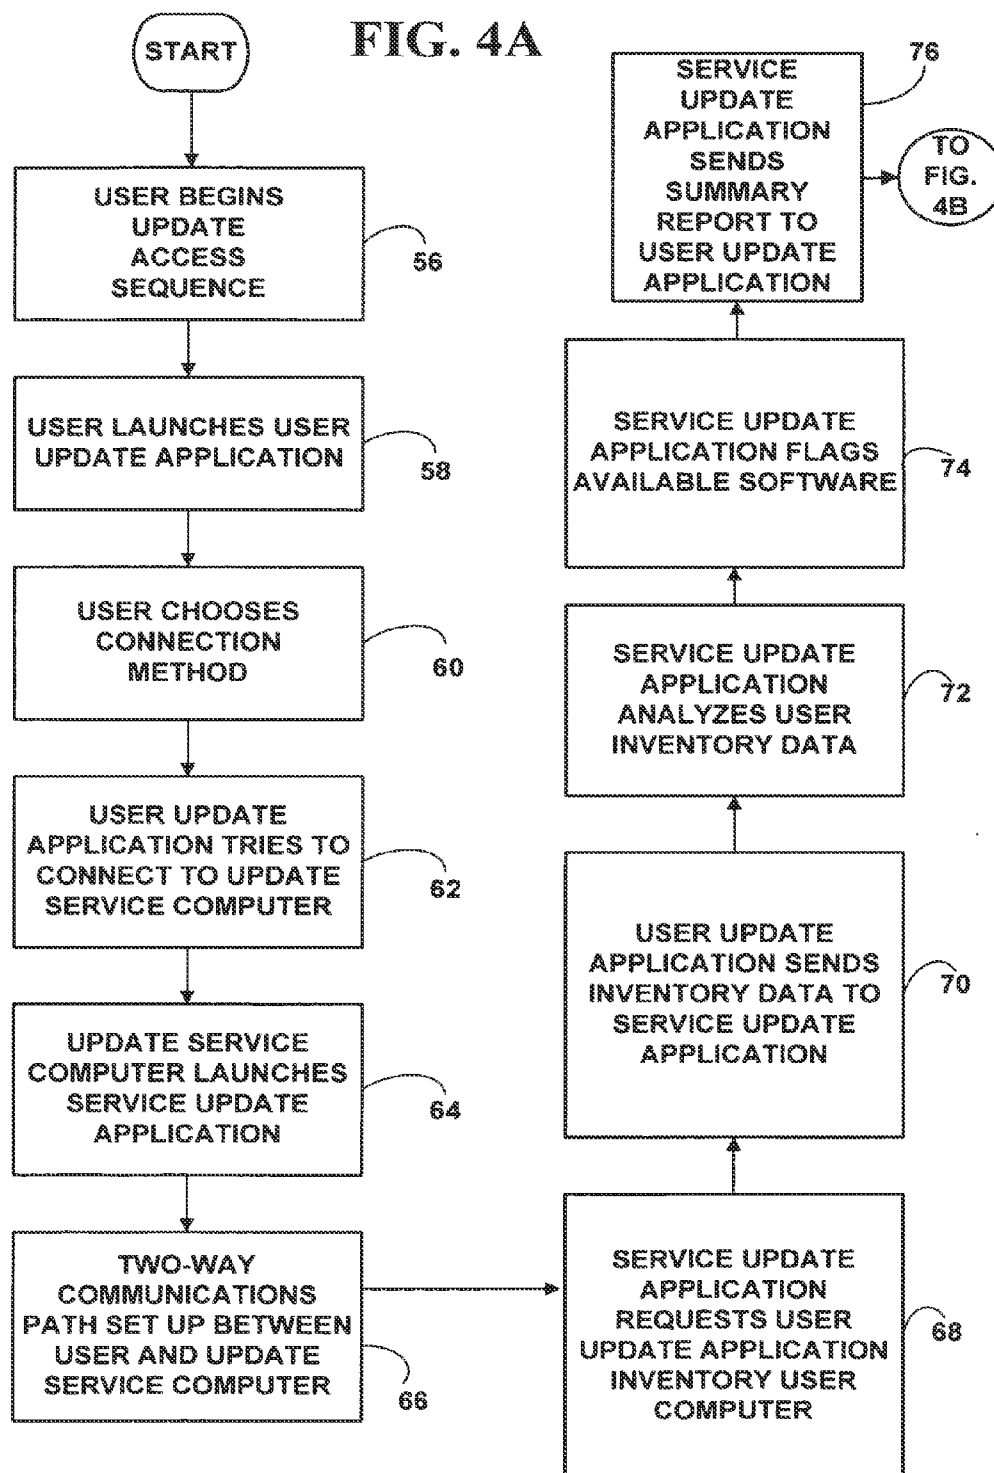 FIG. 4A
START
USER BEGINS
UPDATE
ACCESS
SEQUENCE
56
USER LAUNCHES USER
UPDATE APPLICATION
58
USER CHOOSES
CONNECTION
METHOD
60
USER UPDATE
APPLICATION TRIES TO
CONNECT TO UPDATE
SERVICE COMPUTER
62
UPDATE SERVICE
COMPUTER LAUNCHES
SERVICE UPDATE
APPLICATION
64
TWO-WAY
COMMUNICATIONS
PATH SET UP BETWEEN
USER AND UPDATE
SERVICE COMPUTER
66
SERVICE UPDATE
APPLICATION
REQUESTS USER
UPDATE APPLICATION
INVENTORY USER
COMPUTER
68
USER UPDATE
APPLICATION SENDS
INVENTORY DATA TO
SERVICE UPDATE
APPLICATION
70
SERVICE UPDATE
APPLICATION
ANALYZES USER
INVENTORY DATA
72
SERVICE UPDATE
APPLICATION FLAGS
AVAILABLE SOFTWARE
74
SERVICE
UPDATE
APPLICATION
SENDS
SUMMARY
REPORT TO
USER UPDATE
APPLICATION
76
TO
FIG.
4B